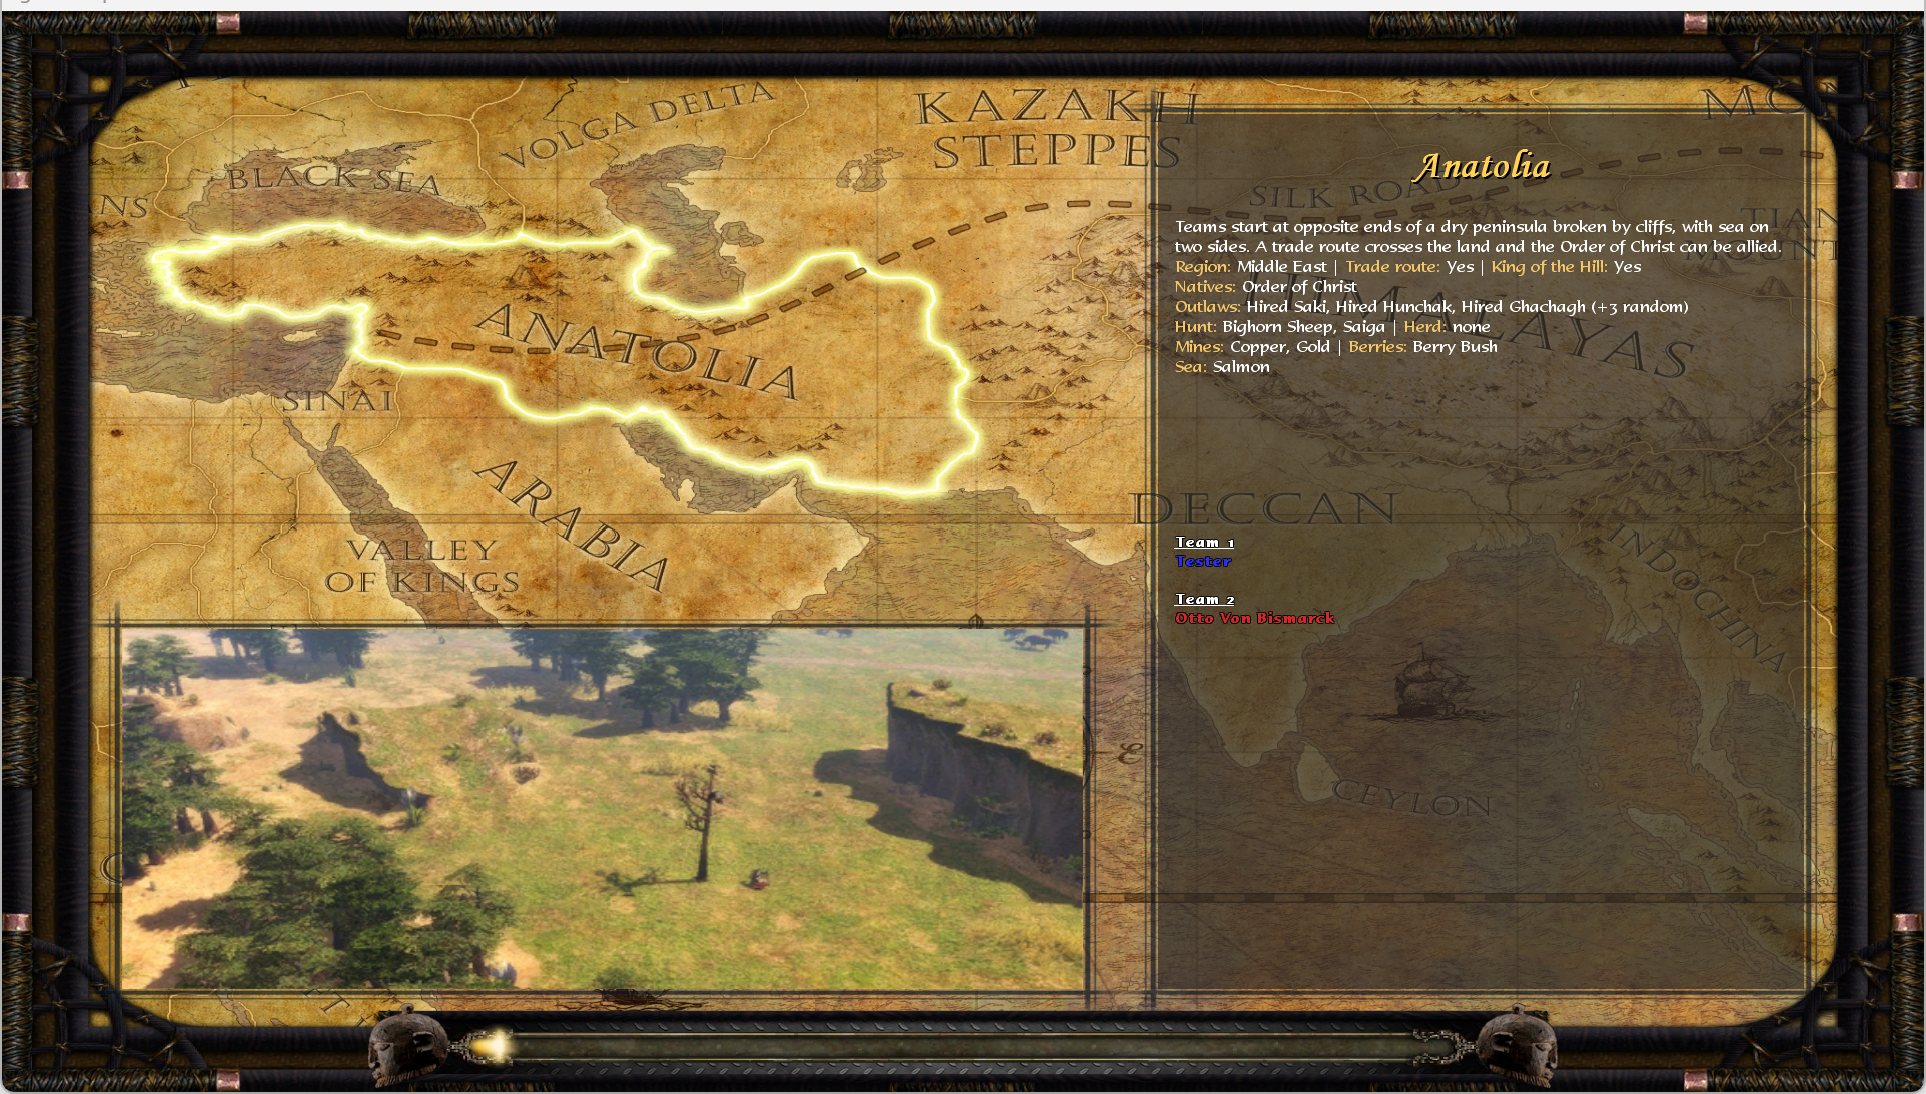 VOLGA DELTA
KAZAKH
STEPPES
BLACK SEA
SILK ROAD
ANATOLIA
SINAI
HIMALAYAS
ARABIA
DECCAN
VALLEY
OF KINGS
INDOCHINA
CEYLON
Anatolia
Teams start at opposite ends of a dry peninsula broken by cliffs, with sea on
two sides. A trade route crosses the land and the Order of Christ can be allied.
Region: Middle East | Trade route: Yes | King of the Hill: Yes
Natives: Order of Christ
Outlaws: Hired Saki, Hired Hunchak, Hired Ghachagh (+3 random)
Hunt: Bighorn Sheep, Saiga | Herd: none
Mines: Copper, Gold | Berries: Berry Bush
Sea: Salmon
Team 1
Tester
Team 2
Otto Von Bismarck